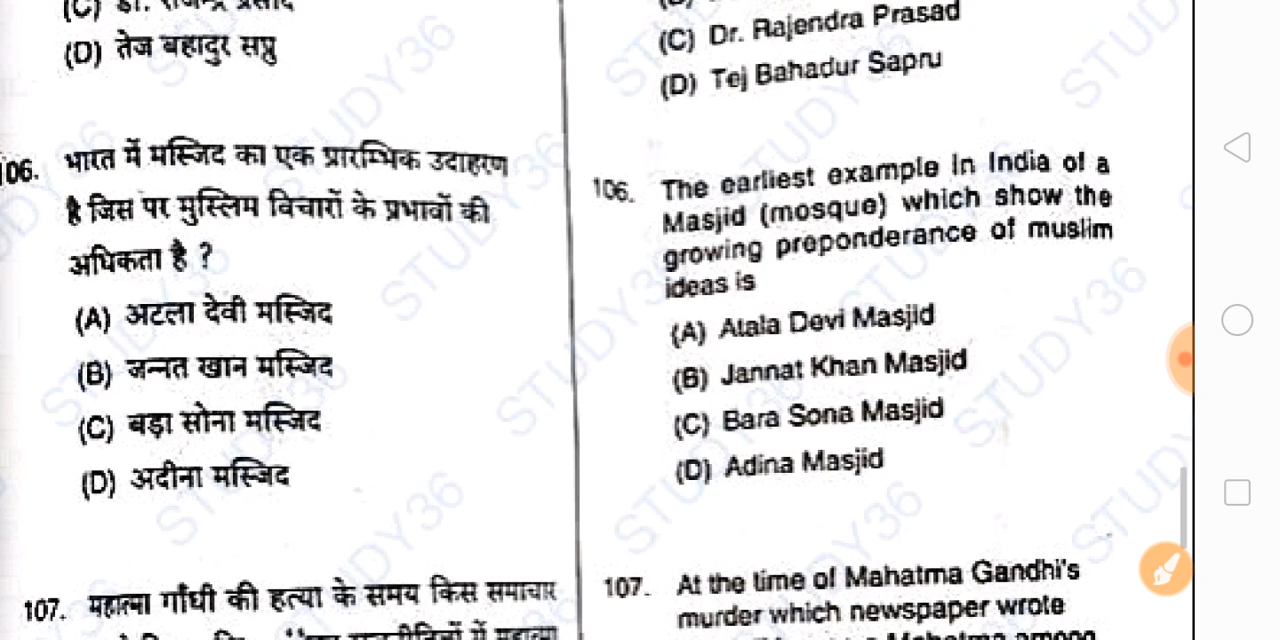 (D) तेज बहादुर सप्रु
106. भारत में मस्जिद का एक प्रारम्भिक उदाहरण
है जिस पर मुस्लिम विचारों के प्रभावों की
अधिकता है ?
(A) अटला देवी मस्जिद
(B) जन्नत खान मस्जिद
(C) बड़ा सोना मस्जिद
(D) अदीना मस्जिद
107. महात्मा गाँधी की हत्या के समय किस समाचार
(C) Dr. Rajendra Prasad
(D) Tej Bahadur Sapru
106. The earliest example in India of a
Masjid (mosque) which show the
growing preponderance of muslim
ideas is
(A) Atala Devi Masjid
(B) Jannat Khan Masjid
(C) Bara Sona Masjid
(D) Adina Masjid
107. At the time of Mahatma Gandhi's
murder which newspaper wrote
STUDY36